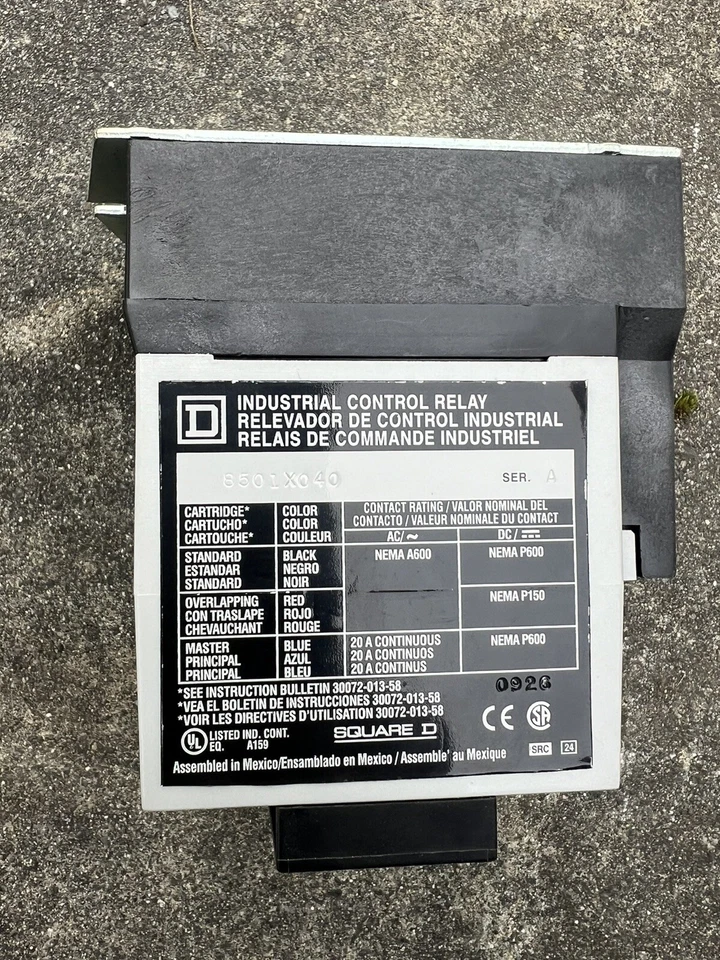 D
INDUSTRIAL CONTROL RELAY
RELEVADOR DE CONTROL INDUSTRIAL
RELAIS DE COMMANDE INDUSTRIEL
8501XO40 SER. A
CARTRIDGE* COLOR CONTACT RATING / VALOR NOMINAL DEL
CARTUCHO* COLOR CONTACTO / VALEUR NOMINALE DU CONTACT
CARTOUCHE* COULEUR AC/~ DC/⎓
STANDARD BLACK NEMA A600 NEMA P600
ESTANDAR NEGRO
STANDARD NOIR
OVERLAPPING RED NEMA P150
CON TRASLAPE ROJO
CHEVAUCHANT ROUGE
MASTER BLUE 20 A CONTINUOUS NEMA P600
PRINCIPAL AZUL 20 A CONTINUOS
PRINCIPAL BLEU 20 A CONTINUS
*SEE INSTRUCTION BULLETIN 30072-013-58 0926
*VEA EL BOLETIN DE INSTRUCCIONES 30072-013-58
*VOIR LES DIRECTIVES D'UTILISATION 30072-013-58
UL LISTED IND. CONT. SQUARE D CE SA
EQ. A159 SRC 24
Assembled in Mexico/Ensamblado en Mexico / Assemble' au Mexique